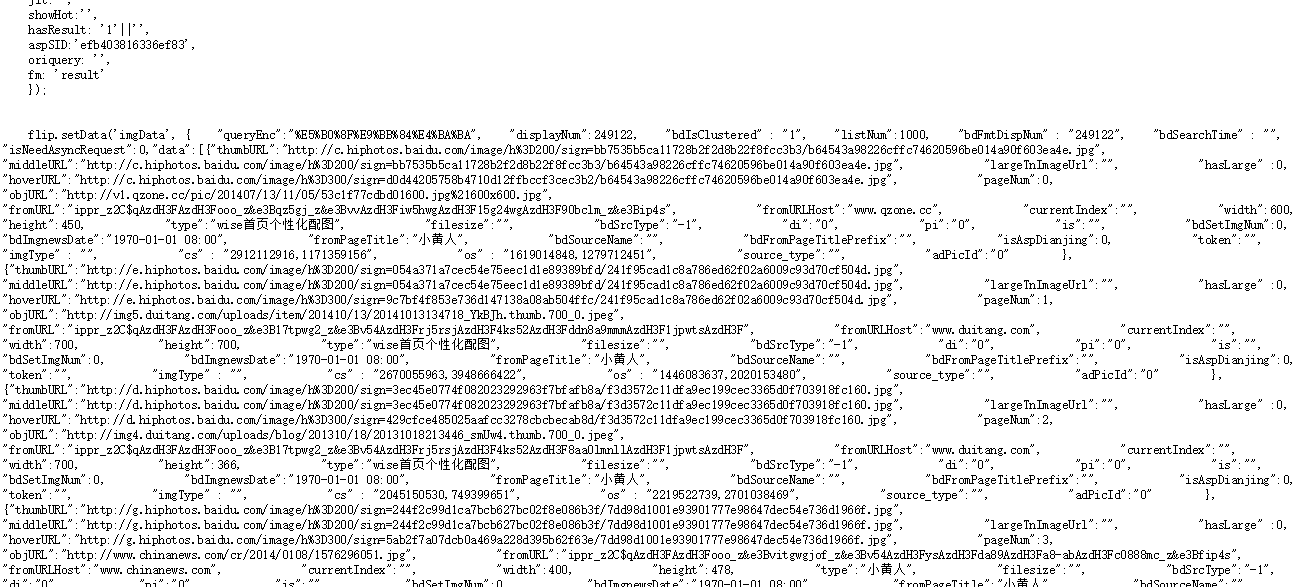 showHot:'',
hasResult: '1'||'',
aspSID:'efb403816336ef83',
oriquery: '',
fm: 'result'
});
flip.setData('imgData', { "queryEnc":"%E5%B0%8F%E9%BB%84%E4%BA%BA", "displayNum":249122, "bdIsClustered" : "1", "listNum":1000, "bdFmtDispNum" : "249122", "bdSearchTime" : "",
"isNeedAsyncRequest":0,"data":[{"thumbURL":"http://c.hiphotos.baidu.com/image/h%3D200/sign=bb7535b5ca11728b2f2d8b22f8fcc3b3/b64543a98226cffc74620596be014a90f603ea4e.jpg",
"middleURL":"http://c.hiphotos.baidu.com/image/h%3D200/sign=bb7535b5ca11728b2f2d8b22f8fcc3b3/b64543a98226cffc74620596be014a90f603ea4e.jpg", "largeTnImageUrl":"", "hasLarge" :0,
"hoverURL":"http://c.hiphotos.baidu.com/image/h%3D300/sign=d0d44205758b4710d12ffbccf3cec3b2/b64543a98226cffc74620596be014a90f603ea4e.jpg", "pageNum":0,
"objURL":"http://v1.qzone.cc/pic/201407/13/11/05/53c1f77cdbd01600.jpg%21600x600.jpg",
"fromURL":"ippr_z2C$qAzdH3FAzdH3Fooo_z&e3Bqz5gj_z&e3BvvAzdH3Fiw5hwgAzdH3F15g24wgAzdH3F90bclm_z&e3Bip4s", "fromURLHost":"www.qzone.cc", "currentIndex":"", "width":600,
"height":450, "type":"wise首页个性化配图", "filesize":"", "bdSrcType":"-1", "di":"0", "pi":"0", "is":"", "bdSetImgNum":0,
"bdImgnewsDate":"1970-01-01 08:00", "fromPageTitle":"小黄人", "bdSourceName":"", "bdFromPageTitlePrefix":"", "isAspDianjing":0, "token":"",
"imgType" : "", "cs" : "2912112916,1171359156", "os" : "1619014848,1279712451", "source_type":"", "adPicId":"0" },
{"thumbURL":"http://e.hiphotos.baidu.com/image/h%3D200/sign=054a371a7cec54e75eec1d1e89389bfd/241f95cad1c8a786ed62f02a6009c93d70cf504d.jpg",
"middleURL":"http://e.hiphotos.baidu.com/image/h%3D200/sign=054a371a7cec54e75eec1d1e89389bfd/241f95cad1c8a786ed62f02a6009c93d70cf504d.jpg", "largeTnImageUrl":"", "hasLarge" :0,
"hoverURL":"http://e.hiphotos.baidu.com/image/h%3D300/sign=9c7bf4f853e736d147138a08ab504ffc/241f95cad1c8a786ed62f02a6009c93d70cf504d.jpg", "pageNum":1,
"objURL":"http://img5.duitang.com/uploads/item/201410/13/20141013134718_YkBJh.thumb.700_0.jpeg",
"fromURL":"ippr_z2C$qAzdH3FAzdH3Fooo_z&e3B17tpwg2_z&e3Bv54AzdH3Frj5rsjAzdH3F4ks52AzdH3Fddn8a9mmmAzdH3F1jpwtsAzdH3F", "fromURLHost":"www.duitang.com", "currentIndex":"",
"width":700, "height":700, "type":"wise首页个性化配图", "filesize":"", "bdSrcType":"-1", "di":"0", "pi":"0", "is":"",
"bdSetImgNum":0, "bdImgnewsDate":"1970-01-01 08:00", "fromPageTitle":"小黄人", "bdSourceName":"", "bdFromPageTitlePrefix":"", "isAspDianjing":0,
"token":"", "imgType" : "", "cs" : "2670055963,3948666422", "os" : "1446083637,2020153480", "source_type":"", "adPicId":"0" },
{"thumbURL":"http://d.hiphotos.baidu.com/image/h%3D200/sign=3ec45e0774f082023292963f7bfafb8a/f3d3572c11dfa9ec199cec3365d0f703918fc160.jpg",
"middleURL":"http://d.hiphotos.baidu.com/image/h%3D200/sign=3ec45e0774f082023292963f7bfafb8a/f3d3572c11dfa9ec199cec3365d0f703918fc160.jpg", "largeTnImageUrl":"", "hasLarge" :0,
"hoverURL":"http://d.hiphotos.baidu.com/image/h%3D300/sign=429cfce485025aafcc3278cbcbecab8d/f3d3572c11dfa9ec199cec3365d0f703918fc160.jpg", "pageNum":2,
"objURL":"http://img4.duitang.com/uploads/blog/201310/18/20131018213446_smUw4.thumb.700_0.jpeg",
"fromURL":"ippr_z2C$qAzdH3FAzdH3Fooo_z&e3B17tpwg2_z&e3Bv54AzdH3Frj5rsjAzdH3F4ks52AzdH3F8aa0lmnllAzdH3F1jpwtsAzdH3F", "fromURLHost":"www.duitang.com", "currentIndex":"",
"width":700, "height":366, "type":"wise首页个性化配图", "filesize":"", "bdSrcType":"-1", "di":"0", "pi":"0", "is":"",
"bdSetImgNum":0, "bdImgnewsDate":"1970-01-01 08:00", "fromPageTitle":"小黄人", "bdSourceName":"", "bdFromPageTitlePrefix":"", "isAspDianjing":0,
"token":"", "imgType" : "", "cs" : "2045150530,749399651", "os" : "2219522739,2701038469", "source_type":"", "adPicId":"0" },
{"thumbURL":"http://g.hiphotos.baidu.com/image/h%3D200/sign=244f2c99d1ca7bcb627bc02f8e086b3f/7dd98d1001e93901777e98647dec54e736d1966f.jpg",
"middleURL":"http://g.hiphotos.baidu.com/image/h%3D200/sign=244f2c99d1ca7bcb627bc02f8e086b3f/7dd98d1001e93901777e98647dec54e736d1966f.jpg", "largeTnImageUrl":"", "hasLarge" :0,
"hoverURL":"http://g.hiphotos.baidu.com/image/h%3D300/sign=5ab2f7a07dcb0a469a228d395b62f63e/7dd98d1001e93901777e98647dec54e736d1966f.jpg", "pageNum":3,
"objURL":"http://www.chinanews.com/cr/2014/0108/1576296051.jpg", "fromURL":"ippr_z2C$qAzdH3FAzdH3Fooo_z&e3Bvitgwgjof_z&e3Bv54AzdH3FysAzdH3Fda89AzdH3Fa8-abAzdH3Fc0888mc_z&e3Bfip4s",
"fromURLHost":"www.chinanews.com", "currentIndex":"", "width":400, "height":478, "type":"小黄人", "filesize":"", "bdSrcType":"-1",
"di":"0", "pi":"0", "is":"", "bdSetImgNum":0, "bdImgnewsDate":"1970-01-01 08:00", "fromPageTitle":"小黄人", "bdSourceName":"",